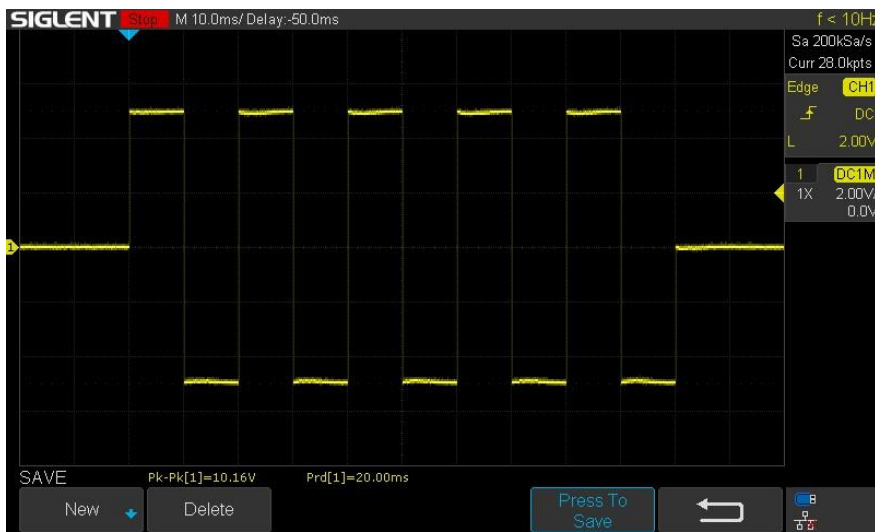 SIGLENT Stop M 10.0ms/ Delay:-50.0ms f < 10Hz
Sa 200kSa/s
Curr 28.0kpts
Edge CH1
DC
L 2.00V
1 DC1M
1X 2.00V/
0.0V
1
SAVE Pk-Pk[1]=10.16V Prd[1]=20.00ms
New Delete Press To
Save
B